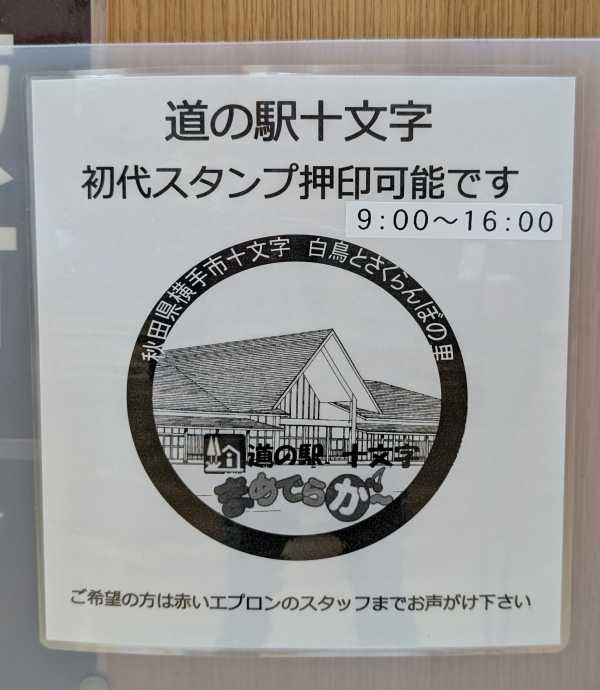 道の駅十文字
初代スタンプ押印可能です
9:00〜16:00
秋田県横手市十文字 白鳥とさくらんぼの里
道の駅 十文字
まめでらが〜
ご希望の方は赤いエプロンのスタッフまでお声がけ下さい